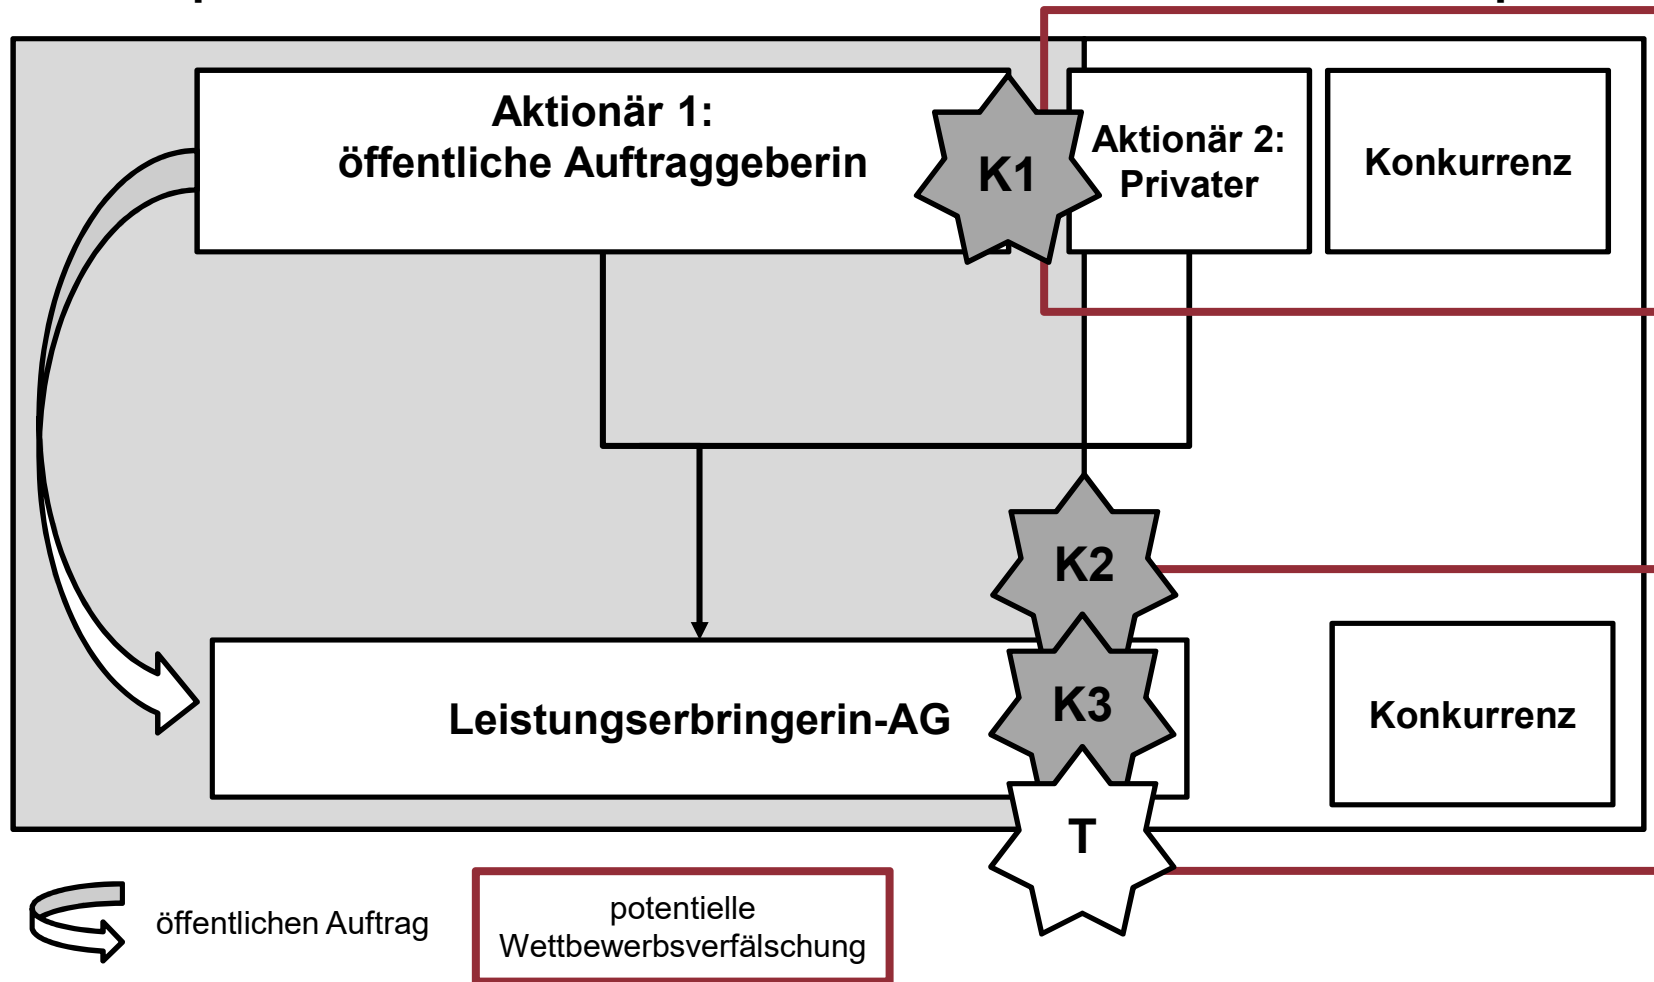 Aktionär 1:
öffentliche Auftraggeberin
K1
Aktionär 2:
Privater
Konkurrenz
K2
K3
Leistungserbringerin-AG
Konkurrenz
T
öffentlichen Auftrag
potentielle
Wettbewerbsverfälschung